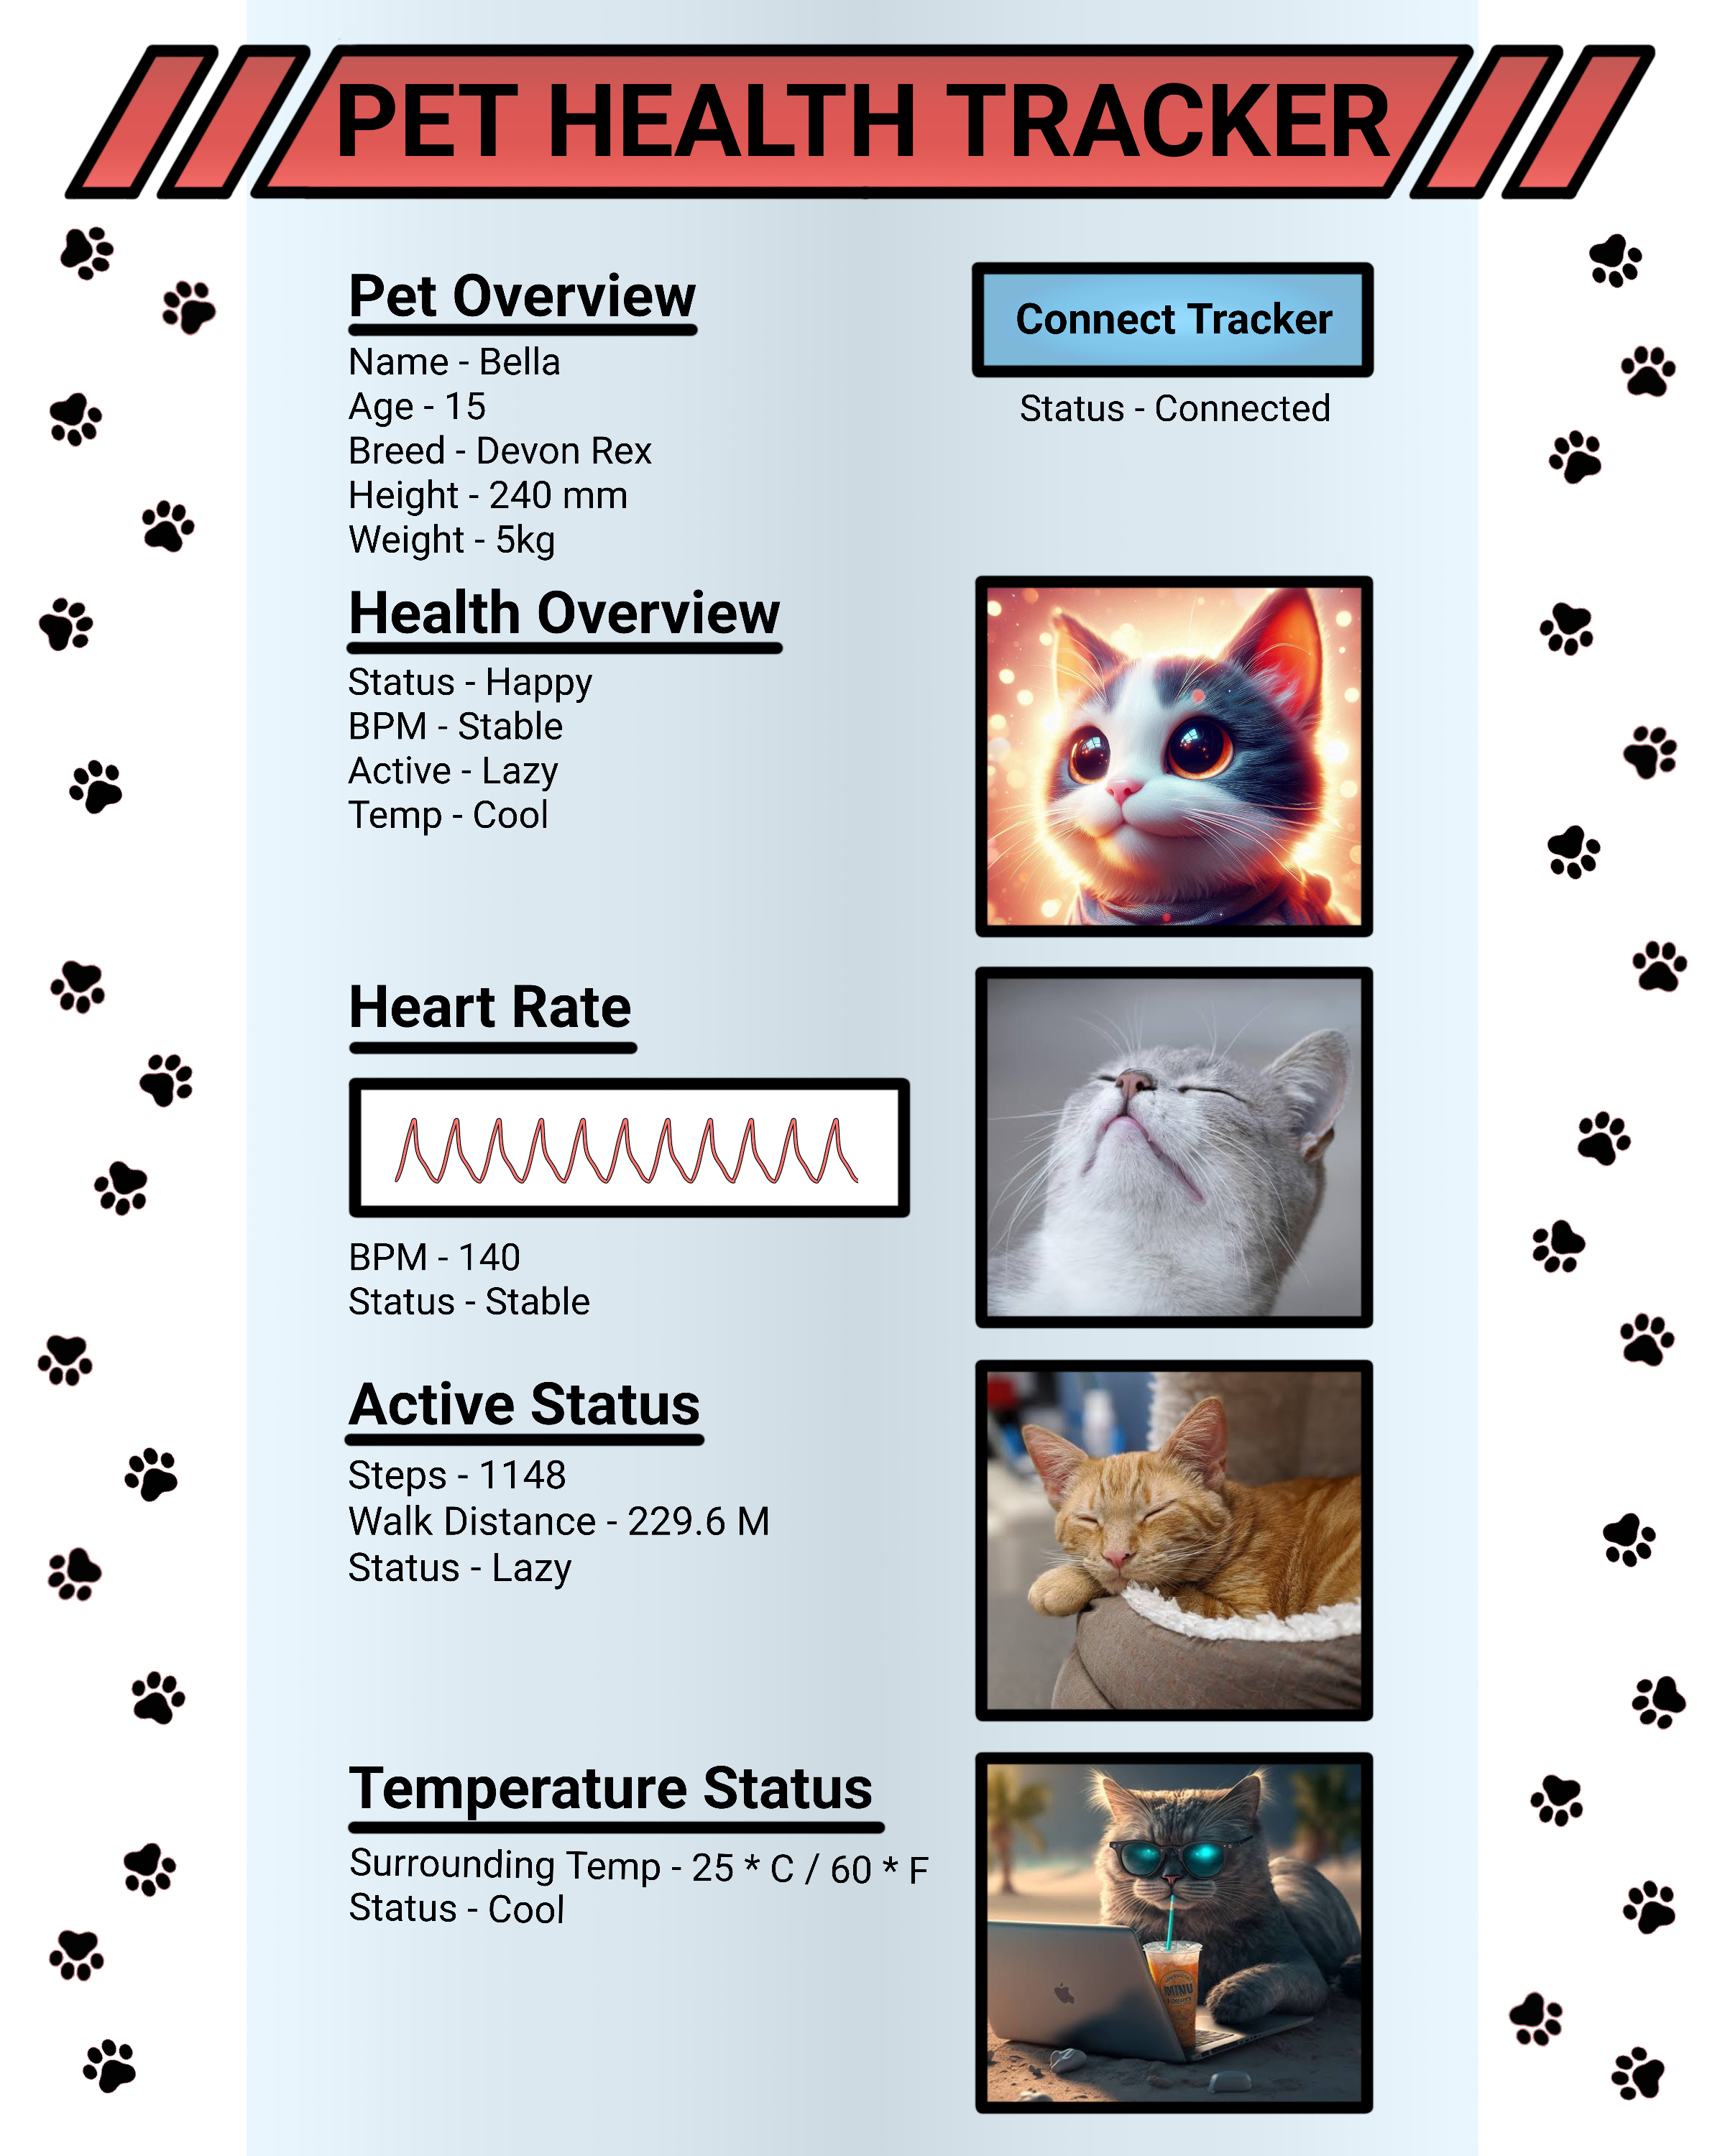 PET HEALTH TRACKER
Pet Overview
Name - Bella
Age - 15
Breed - Devon Rex
Height - 240 mm
Weight - 5kg
Connect Tracker
Status - Connected
Health Overview
Status - Happy
BPM - Stable
Active - Lazy
Temp - Cool
Heart Rate
BPM - 140
Status - Stable
Active Status
Steps - 1148
Walk Distance - 229.6 M
Status - Lazy
Temperature Status
Surrounding Temp - 25 * C / 60 * F
Status - Cool